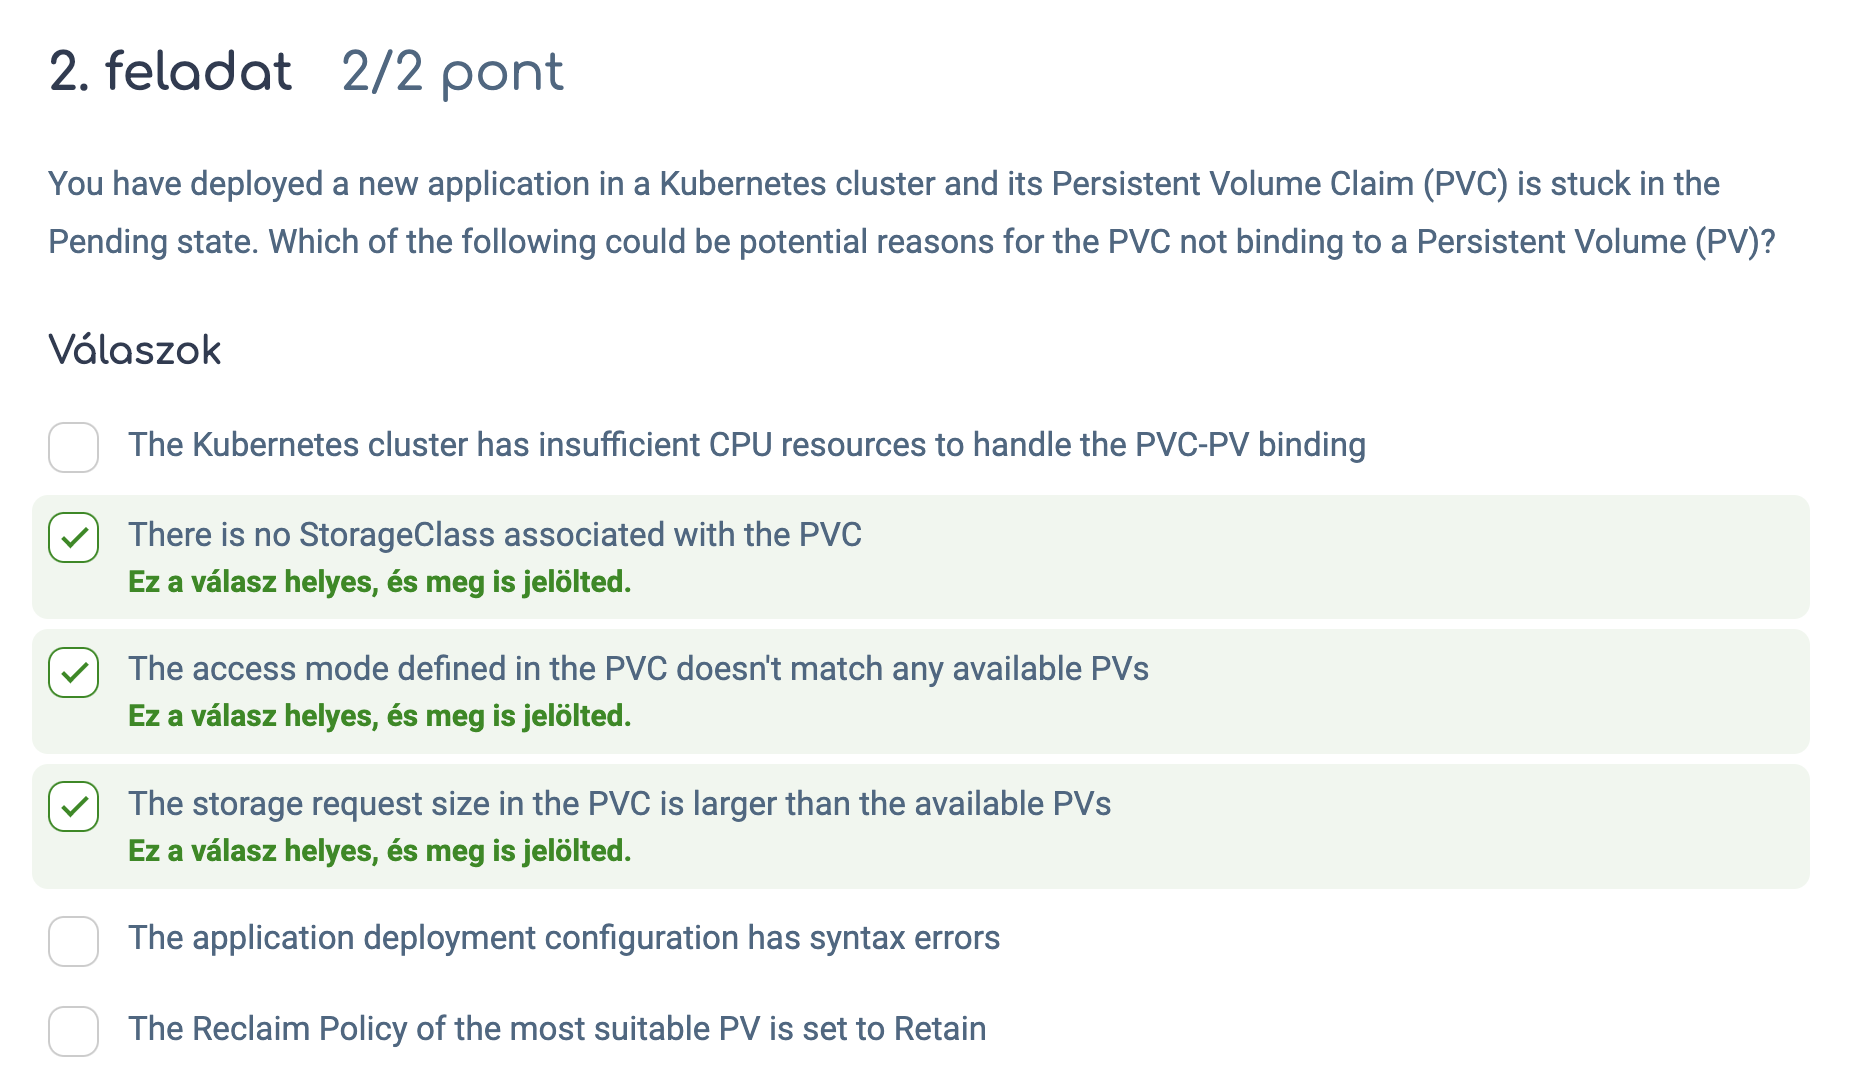 2. feladat 2/2 pont
You have deployed a new application in a Kubernetes cluster and its Persistent Volume Claim (PVC) is stuck in the
Pending state. Which of the following could be potential reasons for the PVC not binding to a Persistent Volume (PV)?
Válaszok
The Kubernetes cluster has insufficient CPU resources to handle the PVC-PV binding
There is no StorageClass associated with the PVC
Ez a válasz helyes, és meg is jelölted.
The access mode defined in the PVC doesn't match any available PVs
Ez a válasz helyes, és meg is jelölted.
The storage request size in the PVC is larger than the available PVs
Ez a válasz helyes, és meg is jelölted.
The application deployment configuration has syntax errors
The Reclaim Policy of the most suitable PV is set to Retain